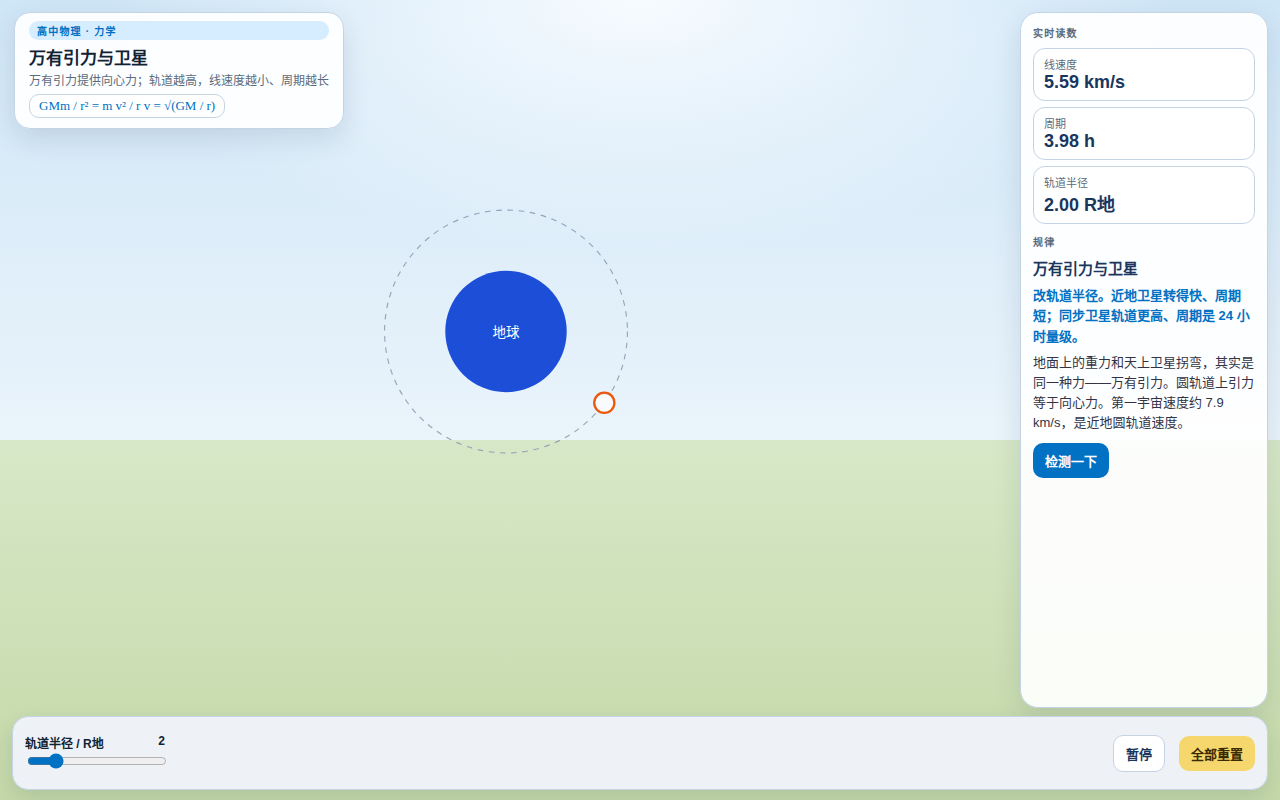 高中物理 · 力学
万有引力与卫星
万有引力提供向心力；轨道越高，线速度越小、周期越长
GMm / r² = m v² / r v = √(GM / r)
地球
实时读数
线速度
5.59 km/s
周期
3.98 h
轨道半径
2.00 R地
规律
万有引力与卫星
改轨道半径。近地卫星转得快、周期
短；同步卫星轨道更高、周期是 24 小
时量级。
地面上的重力和天上卫星拐弯，其实是
同一种力——万有引力。圆轨道上引力
等于向心力。第一宇宙速度约 7.9
km/s，是近地圆轨道速度。
检测一下
轨道半径 / R地 2
暂停
全部重置